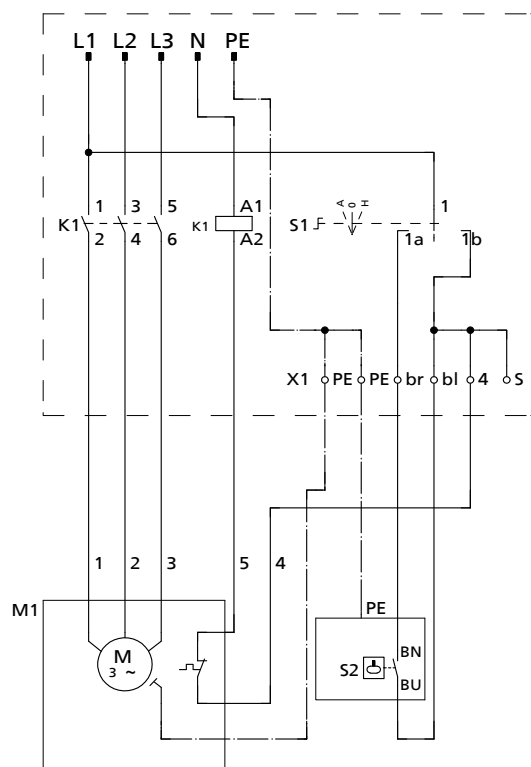 L1 L2 L3 N PE
A O H
1 3 5 A1 1
K1 K1 S1
2 4 6 A2 1a 1b
X1 PE PE br bl 4 S
1 2 3 5 4
M1 PE
M
3 ~
BN
S2
BU